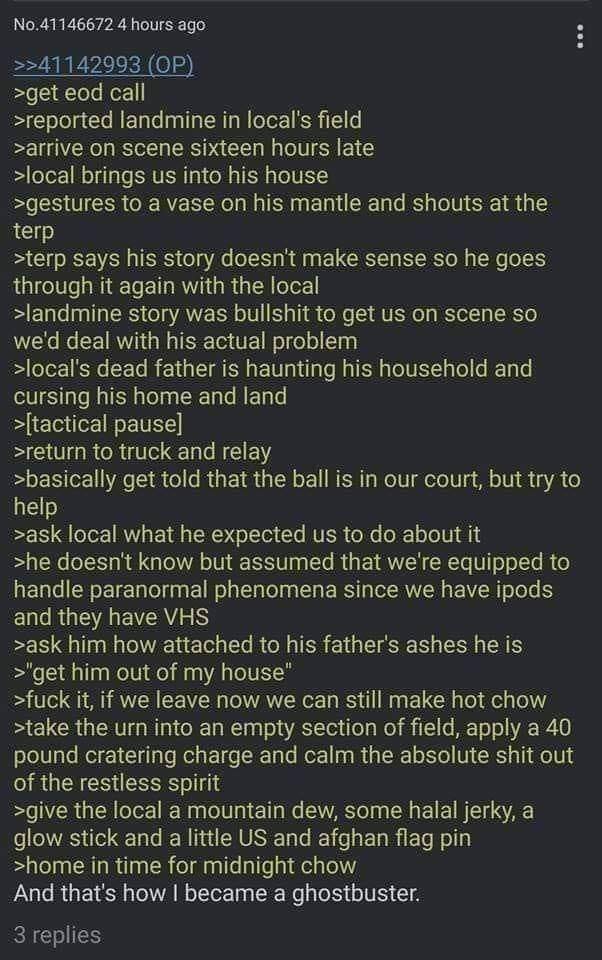 No.41146672 4 hours ago
>>41142993 (OP)
>get eod call
>reported landmine in local's field
>arrive on scene sixteen hours late
>local brings us into his house
>gestures to a vase on his mantle and shouts at the
terp
>terp says his story doesn't make sense so he goes
through it again with the local
>landmine story was bullshit to get us on scene so
we'd deal with his actual problem
>local's dead father is haunting his household and
cursing his home and land
>[tactical pause]
>return to truck and relay
>basically get told that the ball is in our court, but try to
help
>ask local what he expected us to do about it
>he doesn't know but assumed that we're equipped to
handle paranormal phenomena since we have ipods
and they have VHS
>ask him how attached to his father's ashes he is
>"get him out of my house"
>fuck it, if we leave now we can still make hot chow
>take the urn into an empty section of field, apply a 40
pound cratering charge and calm the absolute shit out
of the restless spirit
>give the local a mountain dew, some halal jerky, a
glow stick and a little US and afghan flag pin
>home in time for midnight chow
And that's how I became a ghostbuster.
3 replies